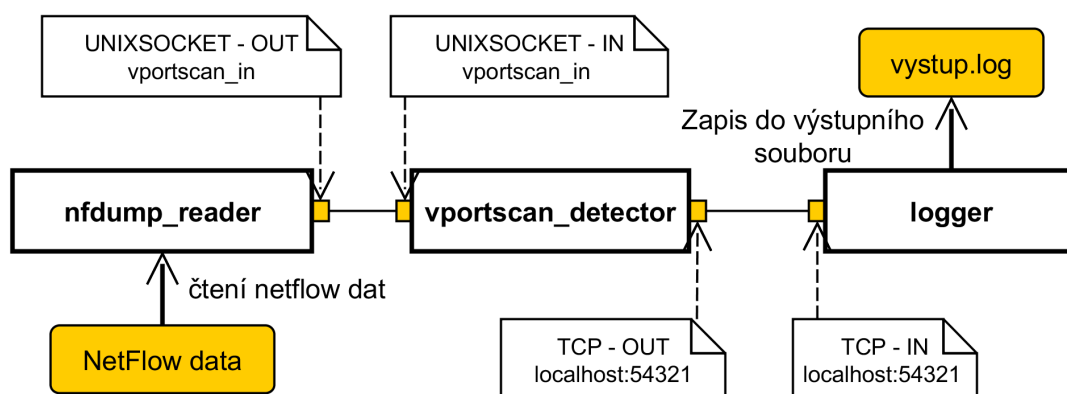 UNIXSOCKET - OUT
vportscan_in
UNIXSOCKET - IN
vportscan_in
vystup.log
Zapis do výstupního
souboru
nfdump_reader
vportscan_detector
logger
čtení netflow dat
NetFlow data
TCP - OUT
localhost:54321
TCP - IN
localhost:54321